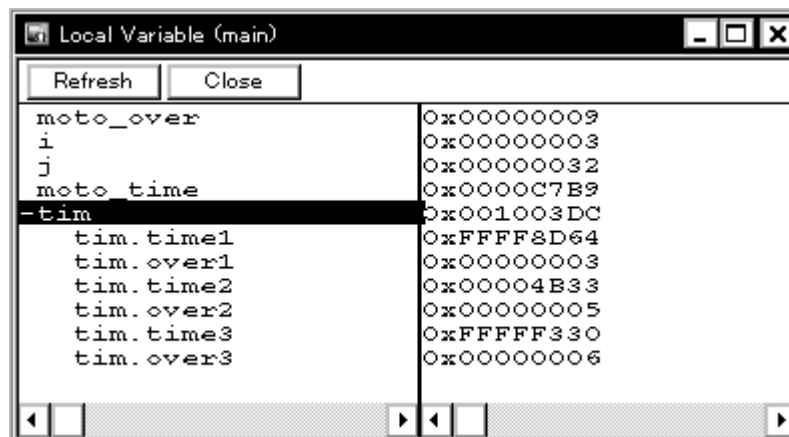 Local Variable (main)
Refresh Close
moto_over 0x00000009
i 0x00000003
j 0x00000032
moto_time 0x0000C7B9
-tim 0x001003DC
tim.time1 0xFFFF8D64
tim.over1 0x00000003
tim.time2 0x00004B33
tim.over2 0x00000005
tim.time3 0xFFFFF330
tim.over3 0x00000006